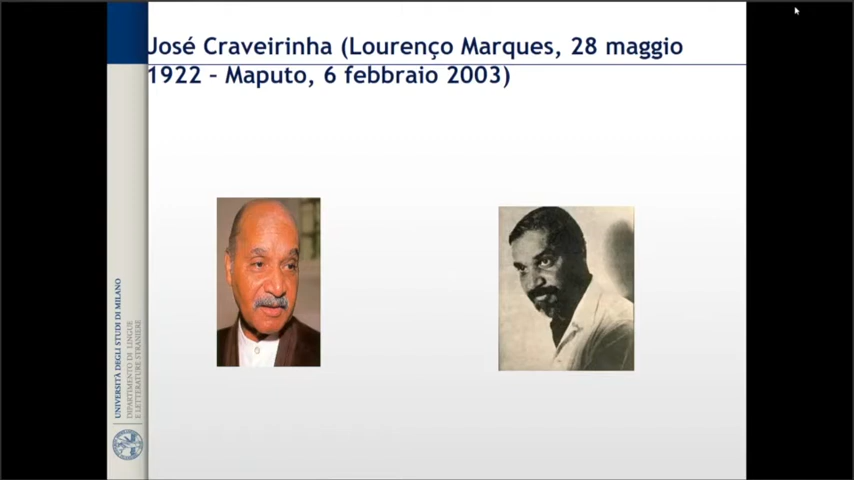 José Craveirinha (Lourenço Marques, 28 maggio
1922 – Maputo, 6 febbraio 2003)
UNIVERSITÀ DEGLI STUDI DI MILANO
DIPARTIMENTO DI LINGUE
E LETTERATURE STRANIERE